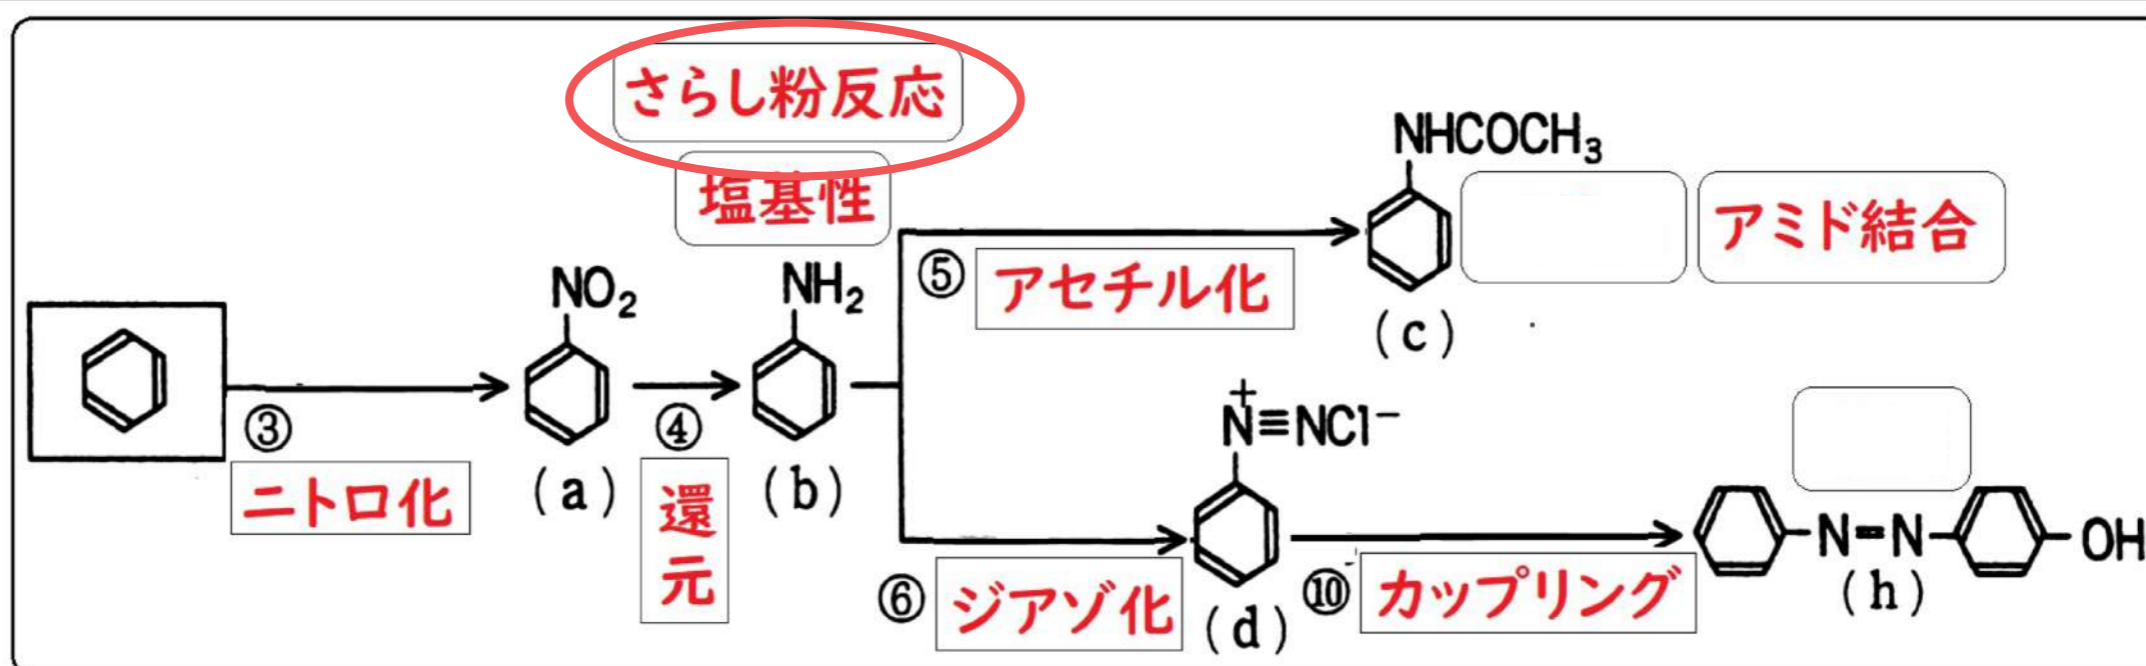 さらし粉反応
塩基性
NHCOCH₃
アミド結合
⑤ アセチル化
NO₂
NH₂
(c)
③ ニトロ化
(a)
④ 還元
(b)
N⁺≡NCl⁻
⑥ ジアゾ化
(d)
⑩ カップリング
N=N
OH
(h)